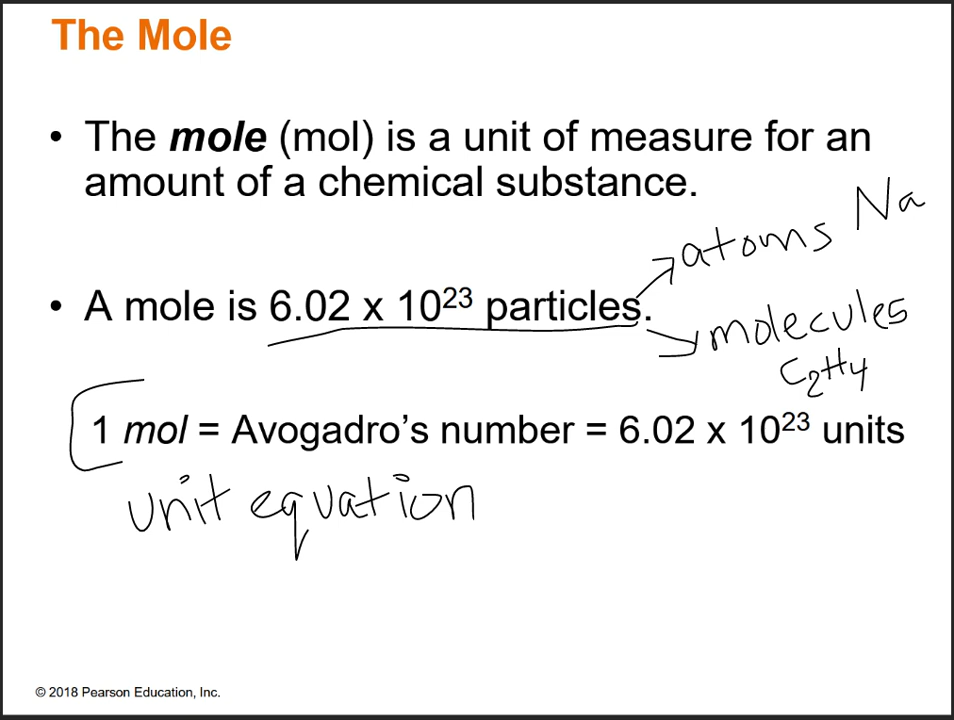 The Mole
• The mole (mol) is a unit of measure for an
amount of a chemical substance.
atoms Na
• A mole is 6.02 x 10²³ particles.
molecules
C₂H₄
1 mol = Avogadro’s number = 6.02 x 10²³ units
unit equation
© 2018 Pearson Education, Inc.